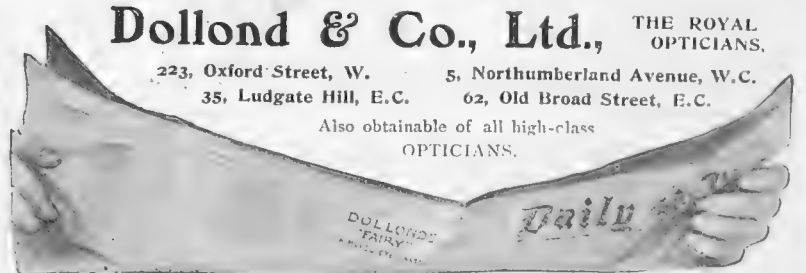 Dollond & Co., Ltd., THE ROYAL
OPTICIANS.
223, Oxford Street, W. 5, Northumberland Avenue, W.C.
35, Ludgate Hill, E.C. 62, Old Broad Street, E.C.
Also obtainable of all high-class
OPTICIANS.
DOLLONDS
"FAIRY"
Daily